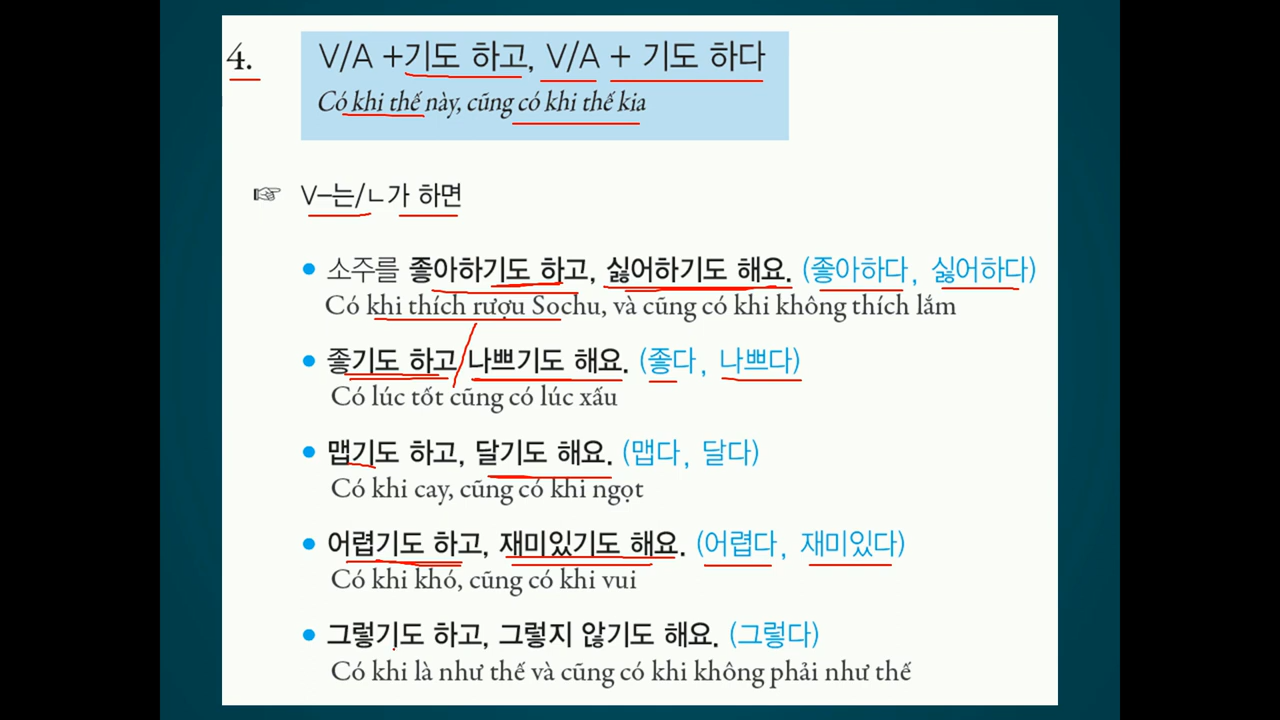 4. V/A +기도 하고, V/A + 기도 하다
Có khi thế này, cũng có khi thế kia
☞ V–는/ㄴ가 하면
• 소주를 좋아하기도 하고, 싫어하기도 해요. (좋아하다, 싫어하다)
Có khi thích rượu Sochu, và cũng có khi không thích lắm
• 좋기도 하고 나쁘기도 해요. (좋다, 나쁘다)
Có lúc tốt cũng có lúc xấu
• 맵기도 하고, 달기도 해요. (맵다, 달다)
Có khi cay, cũng có khi ngọt
• 어렵기도 하고, 재미있기도 해요. (어렵다, 재미있다)
Có khi khó, cũng có khi vui
• 그렇기도 하고, 그렇지 않기도 해요. (그렇다)
Có khi là như thế và cũng có khi không phải như thế